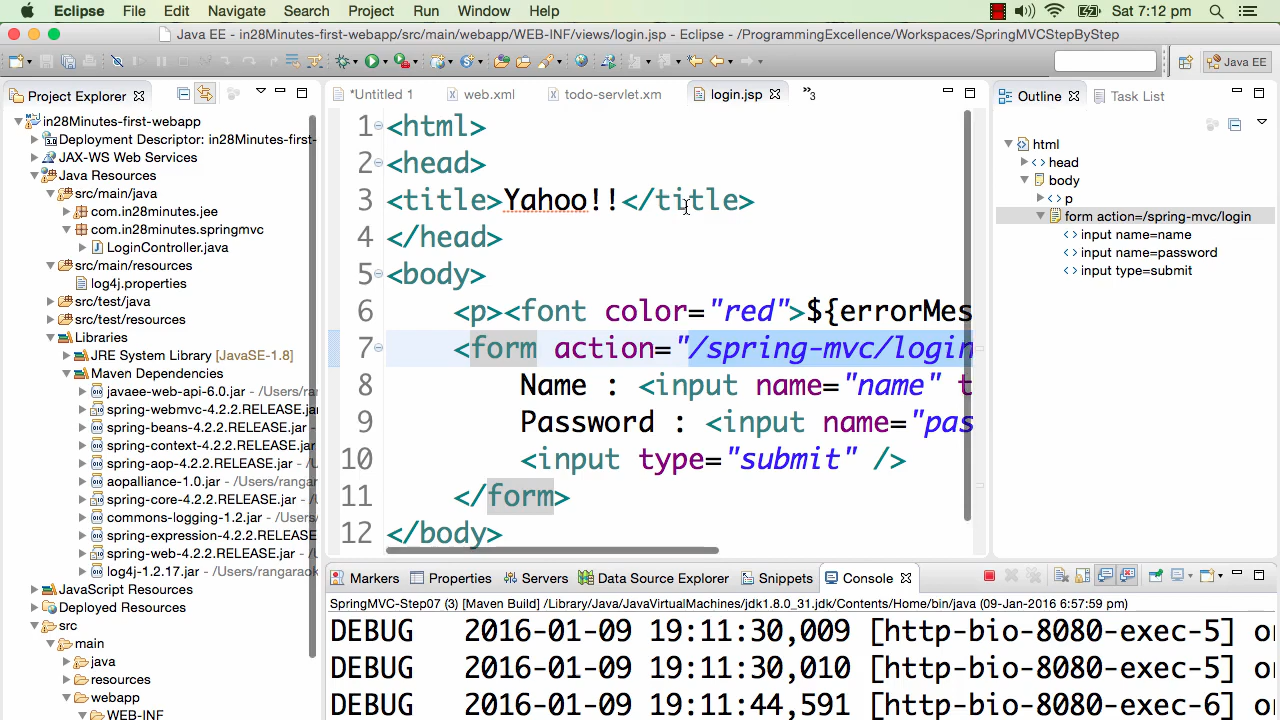 Eclipse File Edit Navigate Search Project Run Window Help Sat 7:12 pm
Java EE - in28Minutes-first-webapp/src/main/webapp/WEB-INF/views/login.jsp - Eclipse - /ProgrammingExcellence/Workspaces/SpringMVCStepByStep
Java EE
Project Explorer
in28Minutes-first-webapp
Deployment Descriptor: in28Minutes-first-
JAX-WS Web Services
Java Resources
src/main/java
com.in28minutes.jee
com.in28minutes.springmvc
LoginController.java
src/main/resources
log4j.properties
src/test/java
src/test/resources
Libraries
JRE System Library [JavaSE-1.8]
Maven Dependencies
javaee-web-api-6.0.jar - /Users/
spring-webmvc-4.2.2.RELEASE.jar
spring-beans-4.2.2.RELEASE.jar
spring-context-4.2.2.RELEASE.jar
spring-aop-4.2.2.RELEASE.jar
aopalliance-1.0.jar - /Users/
spring-core-4.2.2.RELEASE.jar
commons-logging-1.2.jar - /Users/
spring-expression-4.2.2.RELEASE
spring-web-4.2.2.RELEASE.jar
log4j-1.2.17.jar - /Users/rangaraok
JavaScript Resources
Deployed Resources
src
main
java
resources
webapp
WEB-INF
*Untitled 1 web.xml todo-servlet.xm login.jsp »3
1 <html>
2 <head>
3 <title>Yahoo!!</title>
4 </head>
5 <body>
6 <p><font color="red">${errorMes
7 <form action="/spring-mvc/login
8 Name : <input name="name" t
9 Password : <input name="pas
10 <input type="submit" />
11 </form>
12 </body>
Outline Task List
html
head
body
p
form action=/spring-mvc/login
input name=name
input name=password
input type=submit
Markers Properties Servers Data Source Explorer Snippets Console
SpringMVC-Step07 (3) [Maven Build] /Library/Java/JavaVirtualMachines/jdk1.8.0_31.jdk/Contents/Home/bin/java (09-Jan-2016 6:57:59 pm)
DEBUG 2016-01-09 19:11:30,009 [http-bio-8080-exec-5] or
DEBUG 2016-01-09 19:11:30,010 [http-bio-8080-exec-5] or
DEBUG 2016-01-09 19:11:44,591 [http-bio-8080-exec-6] or